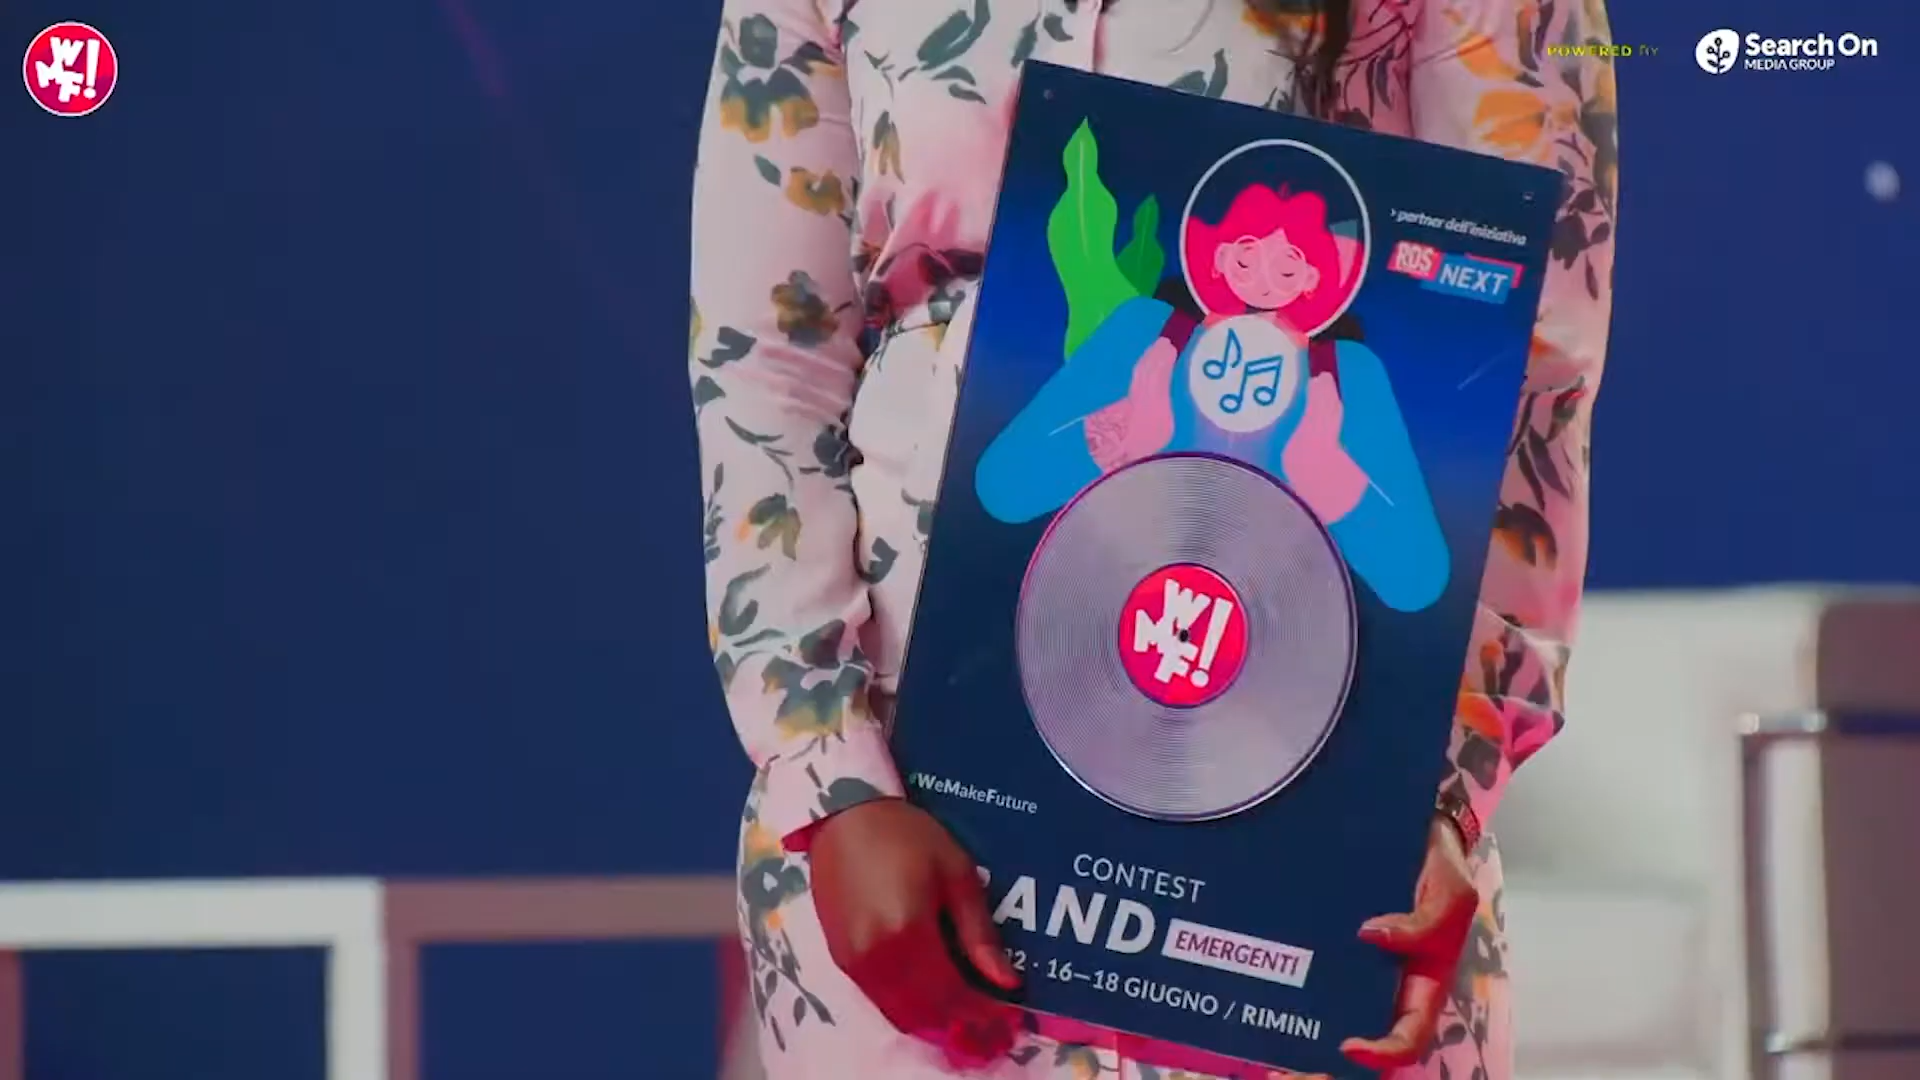 WMF!
POWERED BY
Search On
MEDIA GROUP
› partner dell'iniziativa
RDS
NEXT
WMF!
#WeMakeFuture
CONTEST
AND
EMERGENTI
22 · 16—18 GIUGNO / RIMINI